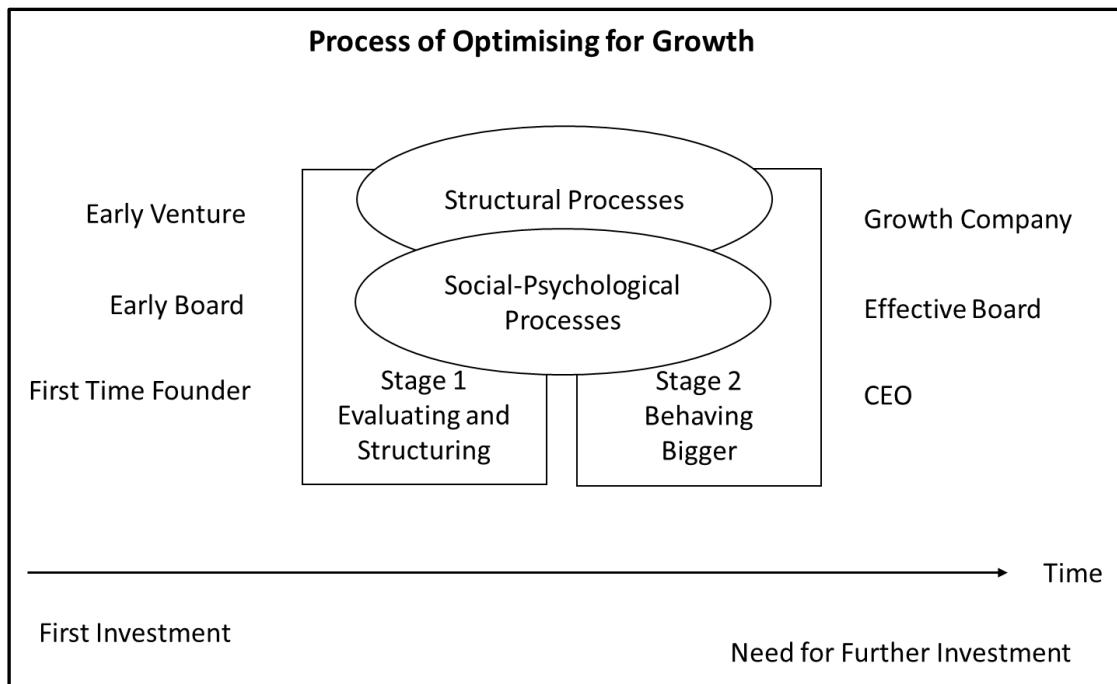 Process of Optimising for Growth
Early Venture
Early Board
First Time Founder
Structural Processes
Social-Psychological
Processes
Stage 1
Evaluating and
Structuring
Stage 2
Behaving
Bigger
Growth Company
Effective Board
CEO
Time
First Investment
Need for Further Investment